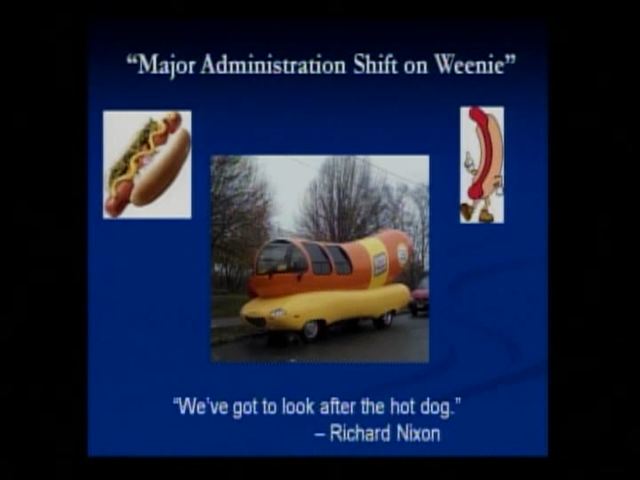 “Major Administration Shift on Weenie”
“We’ve got to look after the hot dog.”
– Richard Nixon